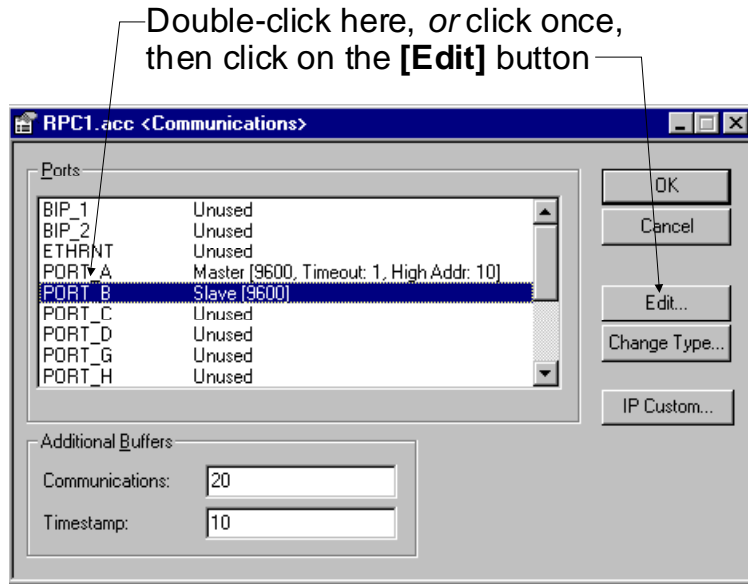 Double-click here, or click once,
then click on the [Edit] button
RPC1.acc <Communications>
Ports
BIP_1 Unused
BIP_2 Unused
ETHRNT Unused
PORT_A Master [9600, Timeout: 1, High Addr: 10]
PORT_B Slave [9600]
PORT_C Unused
PORT_D Unused
PORT_G Unused
PORT_H Unused
OK
Cancel
Edit...
Change Type...
IP Custom...
Additional Buffers
Communications: 20
Timestamp: 10